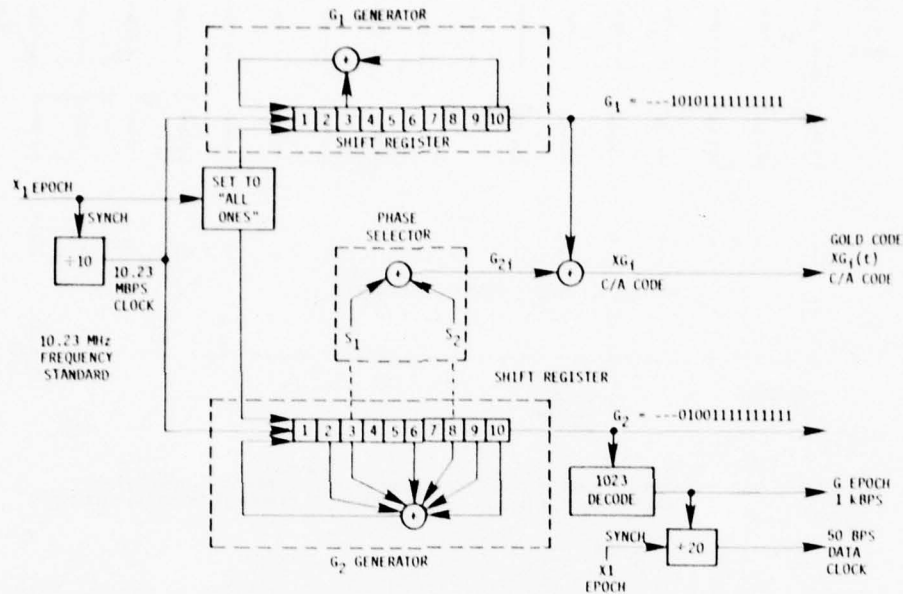 G1 GENERATOR
1 2 3 4 5 6 7 8 9 10
SHIFT REGISTER
G1 = ---10101111111111
X1 EPOCH
SYNCH
÷10
10.23
MBPS
CLOCK
10.23 MHz
FREQUENCY
STANDARD
SET TO
"ALL
ONES"
PHASE
SELECTOR
S1
S2
G2i
XGi
C/A CODE
GOLD CODE
XGi(t)
C/A CODE
SHIFT REGISTER
1 2 3 4 5 6 7 8 9 10
G2 = ---01001111111111
G2 GENERATOR
1023
DECODE
G EPOCH
1 KBPS
SYNCH
X1
EPOCH
÷20
50 BPS
DATA
CLOCK